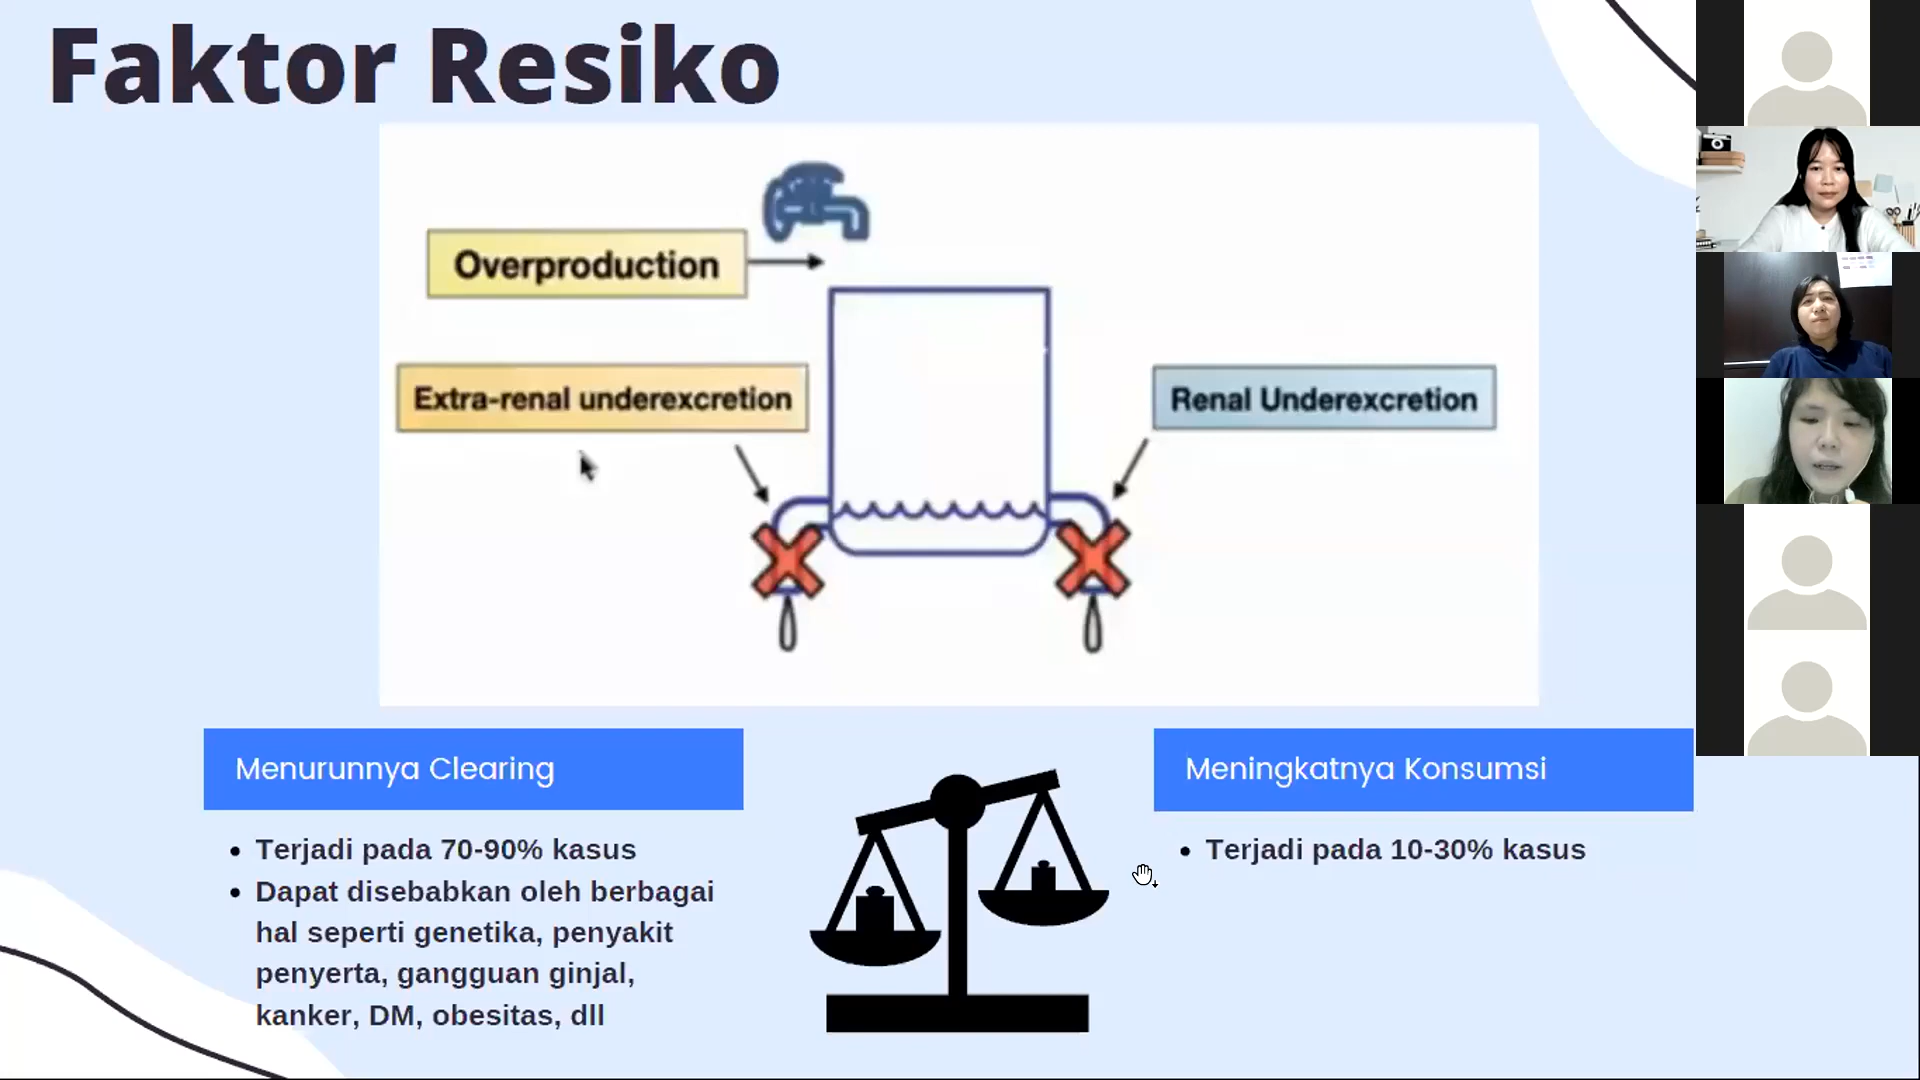 Faktor Resiko
Overproduction
Extra-renal underexcretion
Renal Underexcretion
Menurunnya Clearing
Terjadi pada 70-90% kasus
Dapat disebabkan oleh berbagai
hal seperti genetika, penyakit
penyerta, gangguan ginjal,
kanker, DM, obesitas, dll
Meningkatnya Konsumsi
Terjadi pada 10-30% kasus